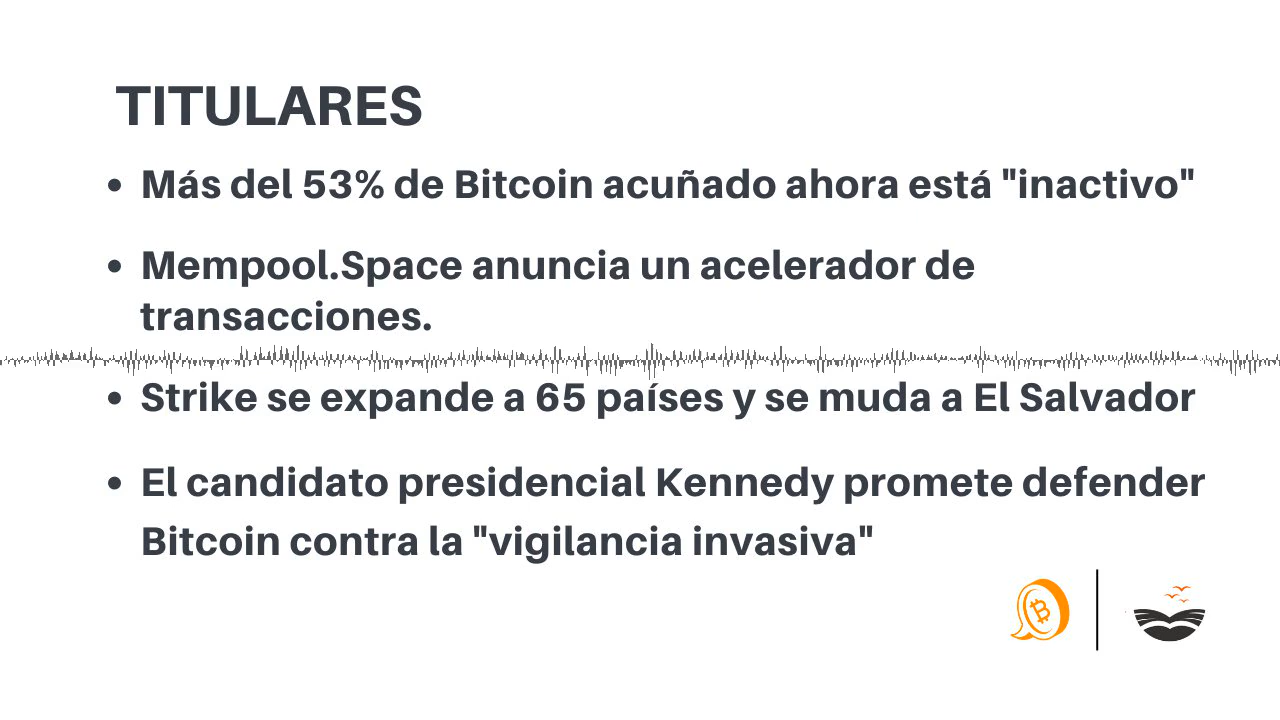 TITULARES
• Más del 53% de Bitcoin acuñado ahora está "inactivo"
• Mempool.Space anuncia un acelerador de
transacciones.
• Strike se expande a 65 países y se muda a El Salvador
• El candidato presidencial Kennedy promete defender
Bitcoin contra la "vigilancia invasiva"